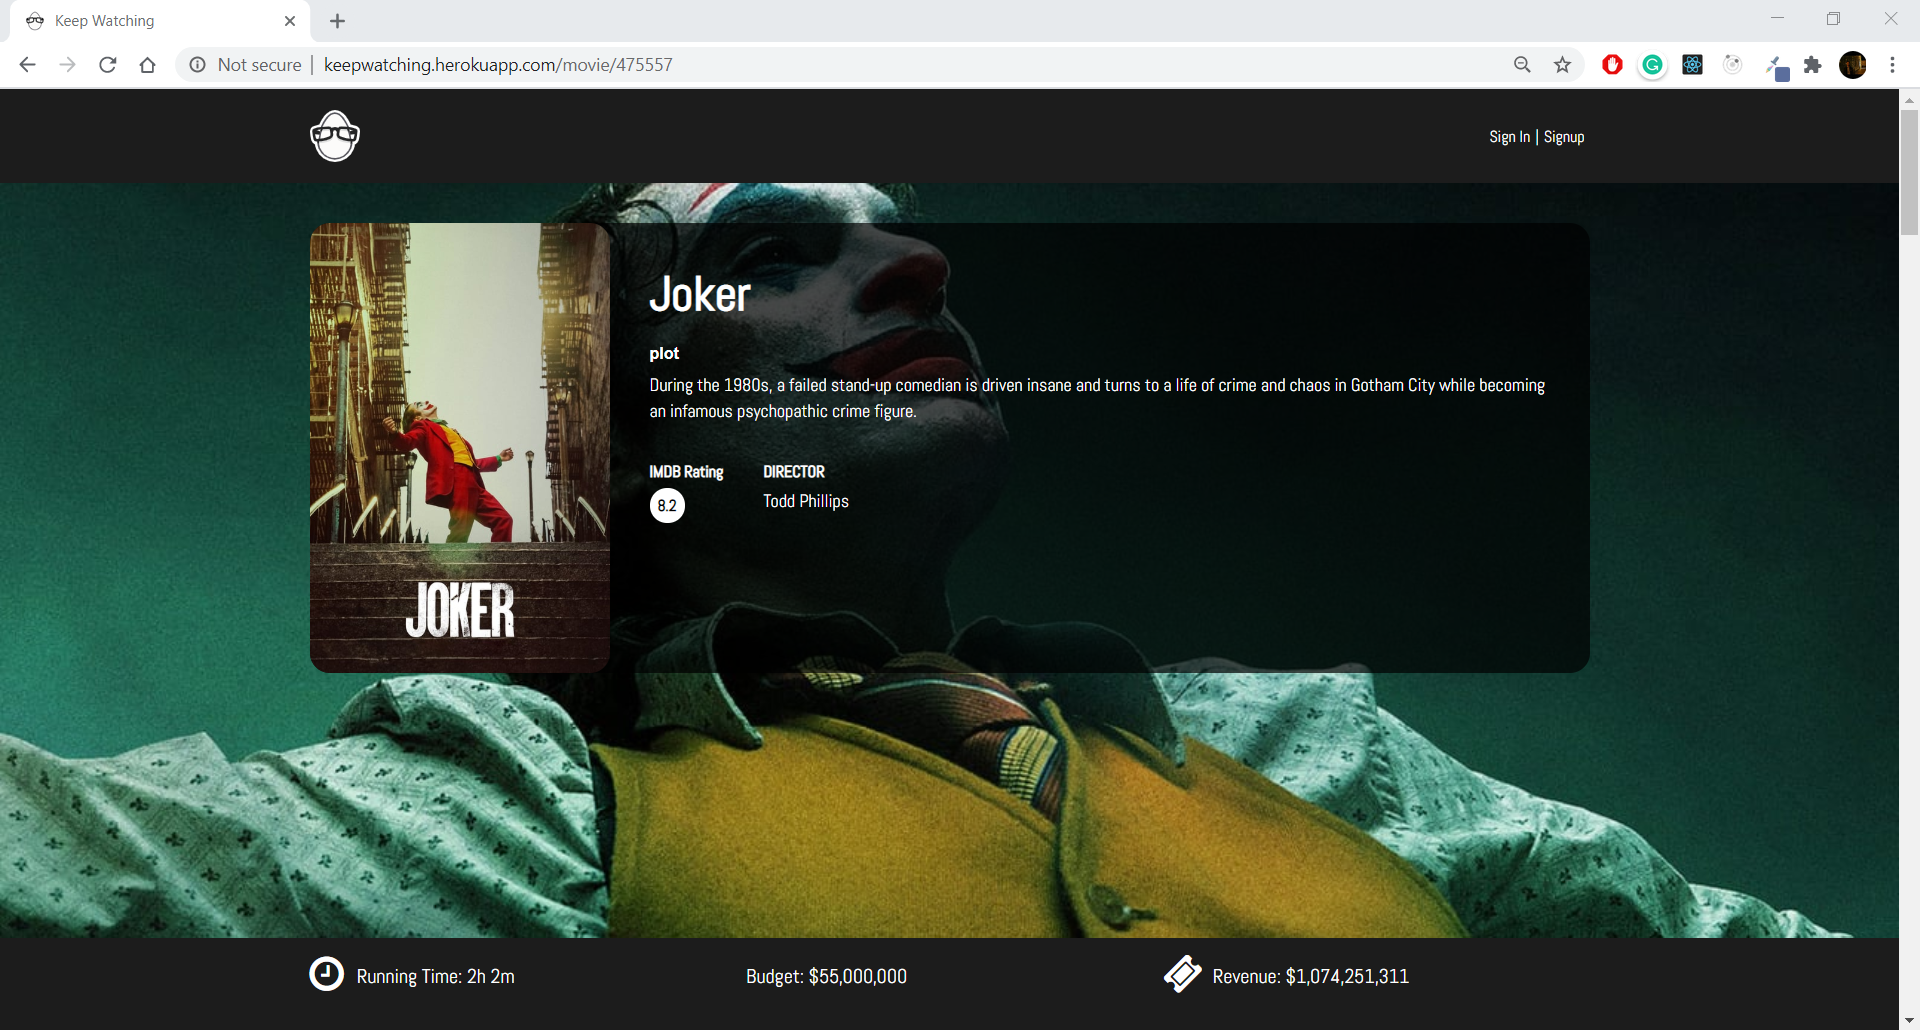 Keep Watching
Not secure | keepwatching.herokuapp.com/movie/475557
Sign In | Signup
Joker
plot
During the 1980s, a failed stand-up comedian is driven insane and turns to a life of crime and chaos in Gotham City while becoming
an infamous psychopathic crime figure.
IMDB Rating DIRECTOR
8.2 Todd Phillips
JOKER
Running Time: 2h 2m Budget: $55,000,000 Revenue: $1,074,251,311